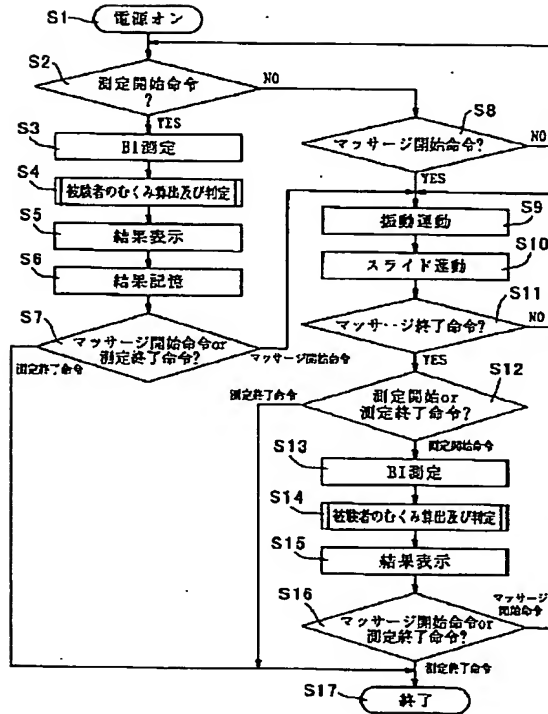 S1
電源オン
S2
測定開始命令
?
NO
YES
S3
BI測定
S4
被験者のむくみ算出及び判定
S5
結果表示
S6
結果記憶
S7
マッサージ開始命令or
測定終了命令?
測定終了命令
マッサージ開始命令
S8
マッサージ開始命令?
NO
YES
S9
振動運動
S10
スライド運動
S11
マッサージ終了命令?
NO
YES
S12
測定開始or
測定終了命令?
測定終了命令
測定開始命令
S13
BI測定
S14
被験者のむくみ算出及び判定
S15
結果表示
S16
マッサージ開始命令or
測定終了命令?
マッサージ
開始命令
測定終了命令
S17
終了